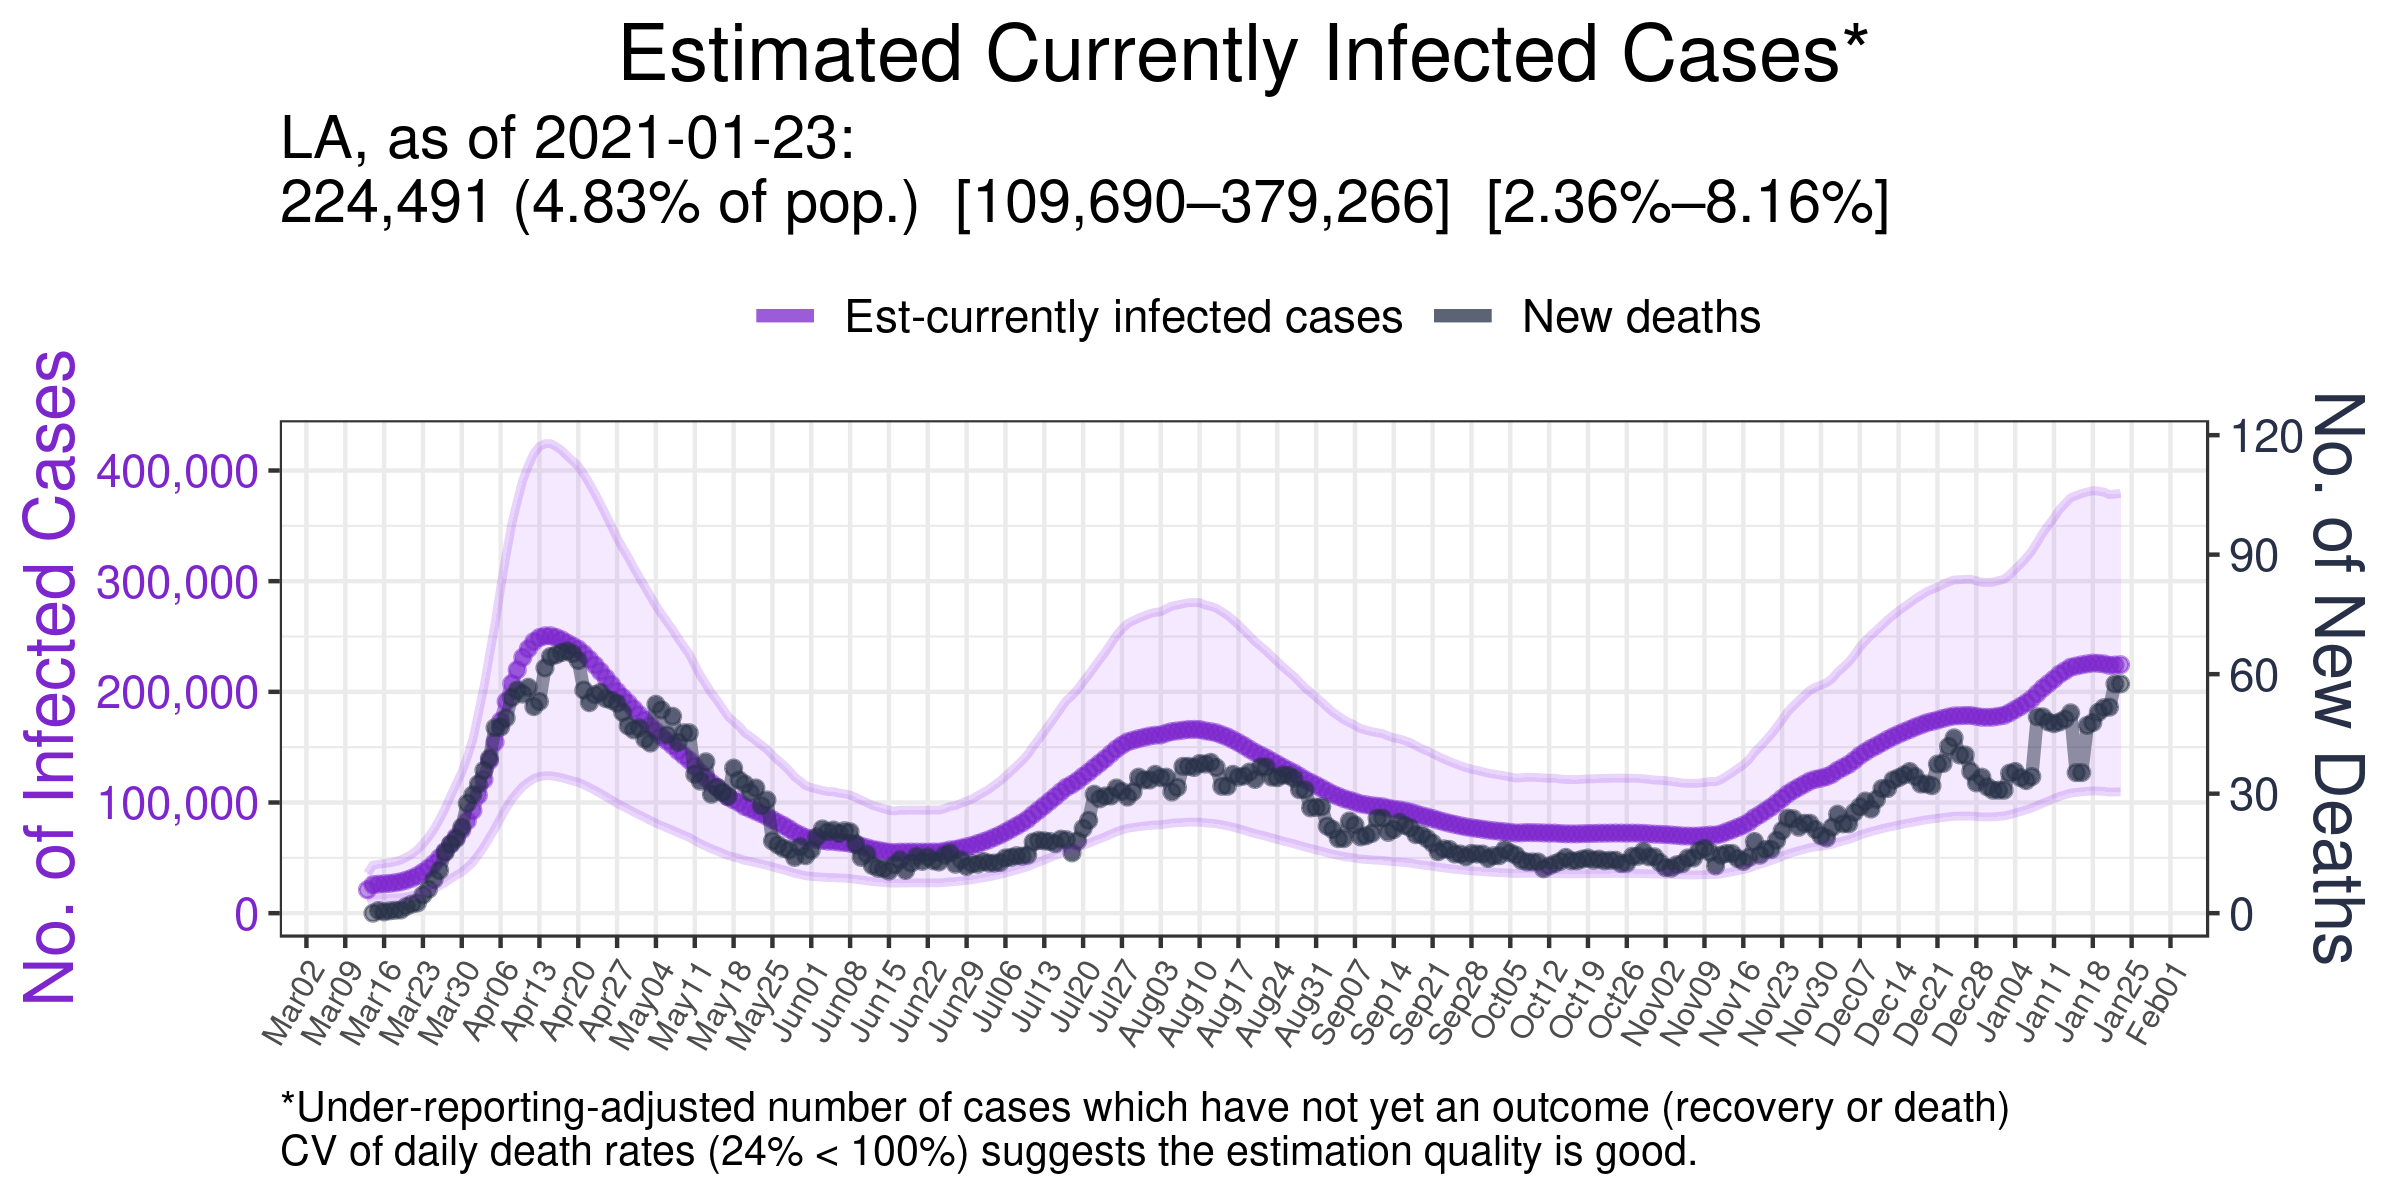 Estimated Currently Infected Cases*
LA, as of 2021-01-23:
224,491 (4.83% of pop.) [109,690–379,266] [2.36%–8.16%]
Est-currently infected cases New deaths
No. of Infected Cases
400,000
300,000
200,000
100,000
0
120
90
60
30
0
No. of New Deaths
Mar02 Mar09 Mar16 Mar23 Mar30 Apr06 Apr13 Apr20 Apr27 May04 May11 May18 May25 Jun01 Jun08 Jun15 Jun22 Jun29 Jul06 Jul13 Jul20 Jul27 Aug03 Aug10 Aug17 Aug24 Aug31 Sep07 Sep14 Sep21 Sep28 Oct05 Oct12 Oct19 Oct26 Nov02 Nov09 Nov16 Nov23 Nov30 Dec07 Dec14 Dec21 Dec28 Jan04 Jan11 Jan18 Jan25 Feb01
*Under-reporting-adjusted number of cases which have not yet an outcome (recovery or death)
CV of daily death rates (24% < 100%) suggests the estimation quality is good.